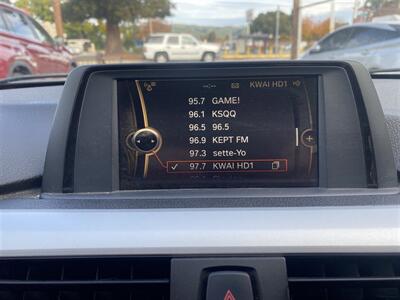 --:--
KWAI HD1
95.7 GAME!
96.1 KSQQ
96.5 96.5
96.9 KEPT FM
97.3 sette-Yo
97.7 KWAI HD1